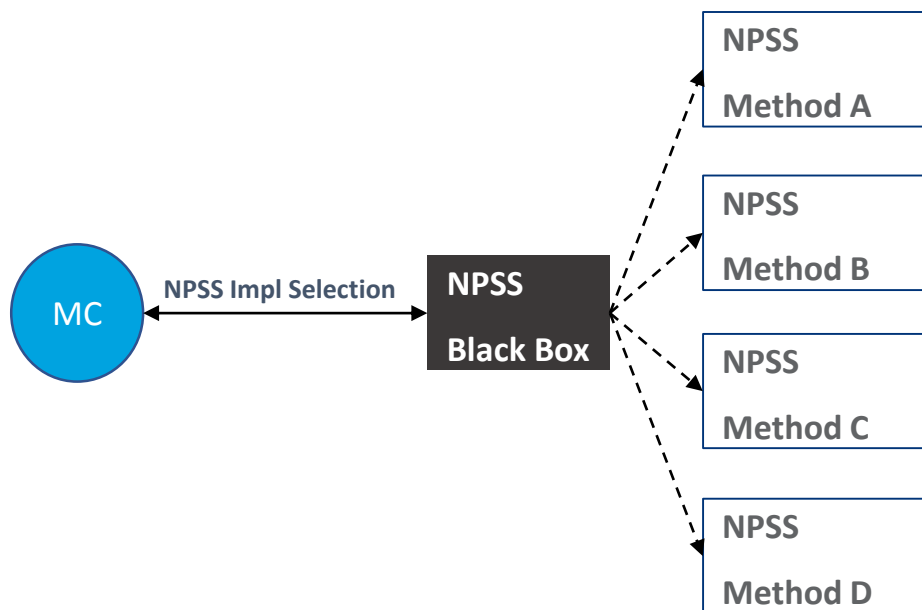 MC
NPSS Impl Selection
NPSS
Black Box
NPSS
Method A
NPSS
Method B
NPSS
Method C
NPSS
Method D